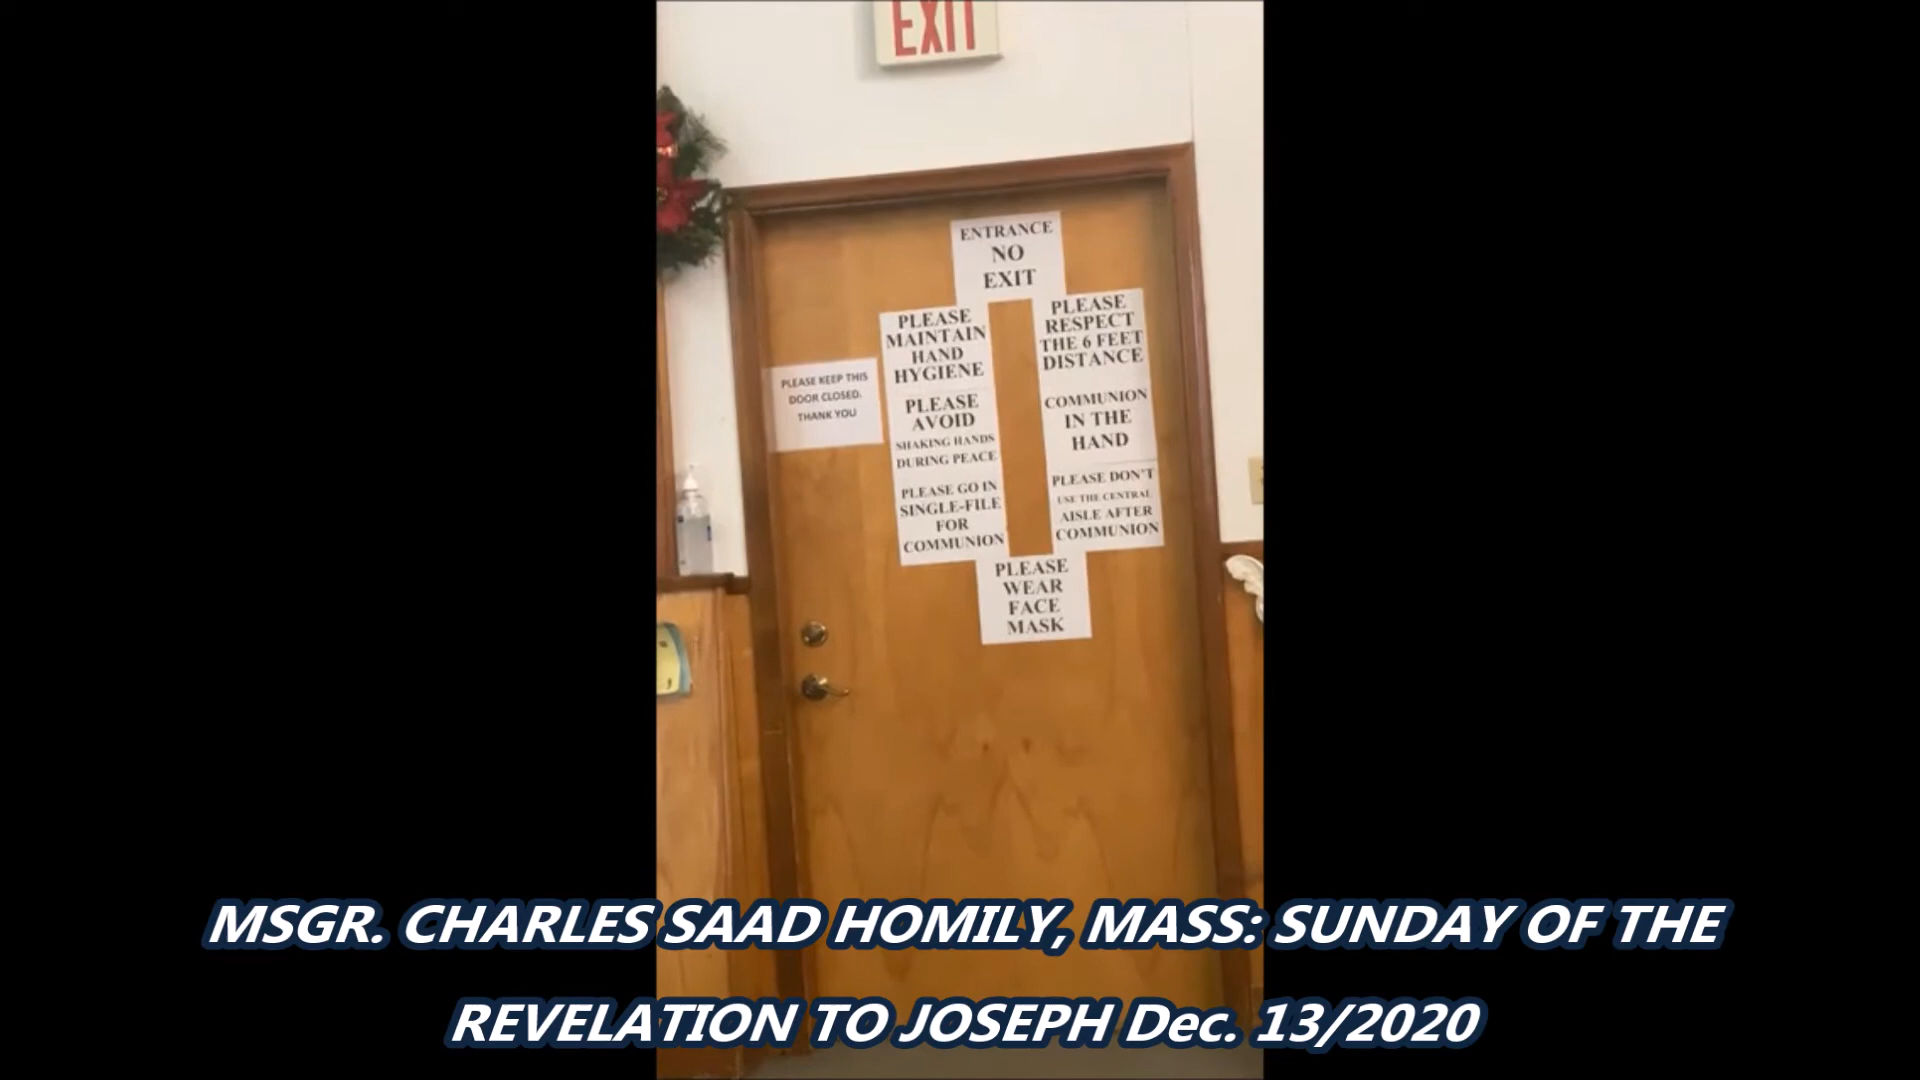 EXIT
ENTRANCE
NO
EXIT
PLEASE
MAINTAIN
HAND
HYGIENE
PLEASE
AVOID
SHAKING HANDS
DURING PEACE
PLEASE GO IN
SINGLE-FILE
FOR
COMMUNION
PLEASE
RESPECT
THE 6 FEET
DISTANCE
COMMUNION
IN THE
HAND
PLEASE DON'T
USE THE CENTRAL
AISLE AFTER
COMMUNION
PLEASE KEEP THIS
DOOR CLOSED.
THANK YOU
PLEASE
WEAR
FACE
MASK
MSGR. CHARLES SAAD HOMILY, MASS: SUNDAY OF THE
REVELATION TO JOSEPH Dec. 13/2020